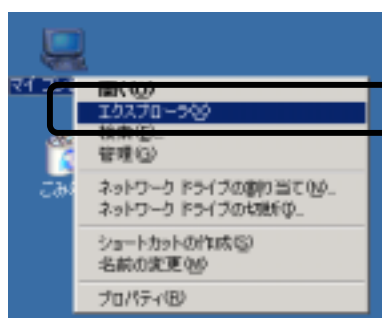 マイ
開く(O)
エクスプローラ(X)
検索(E)...
管理(G)
ごみ
ネットワーク ドライブの割り当て(N)...
ネットワーク ドライブの切断(I)...
ショートカットの作成(S)
名前の変更(M)
プロパティ(R)